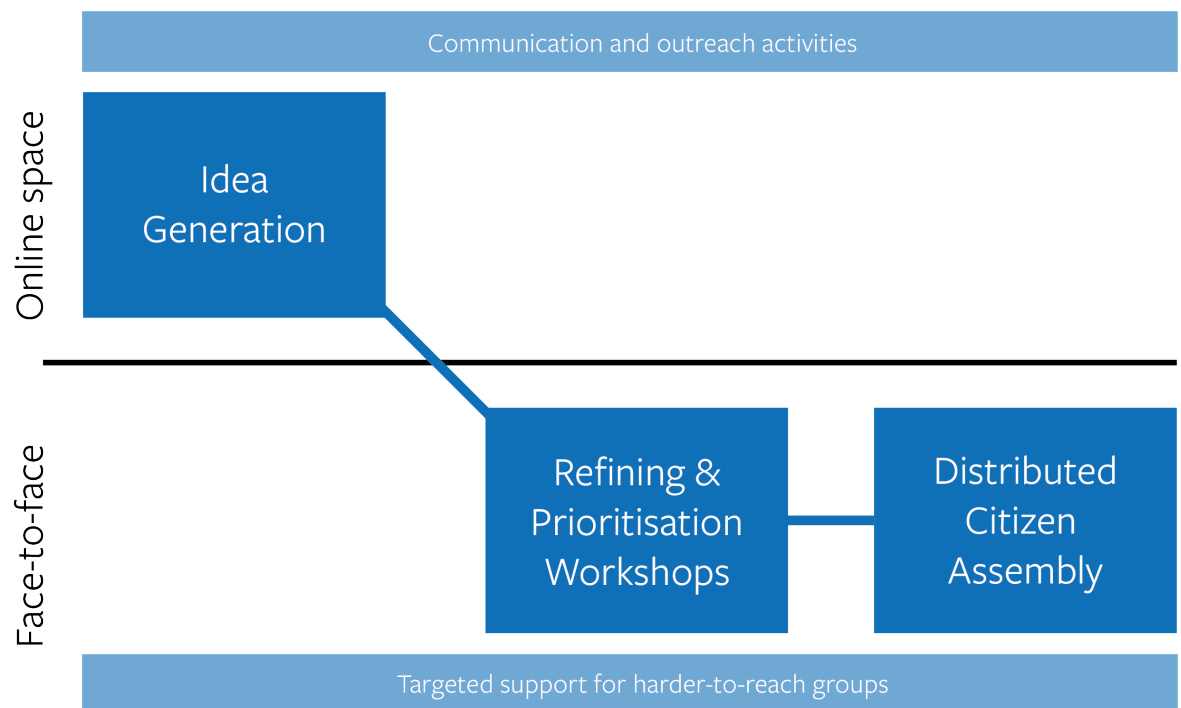 Communication and outreach activities
Online space
Idea
Generation
Face-to-face
Refining &
Prioritisation
Workshops
Distributed
Citizen
Assembly
Targeted support for harder-to-reach groups